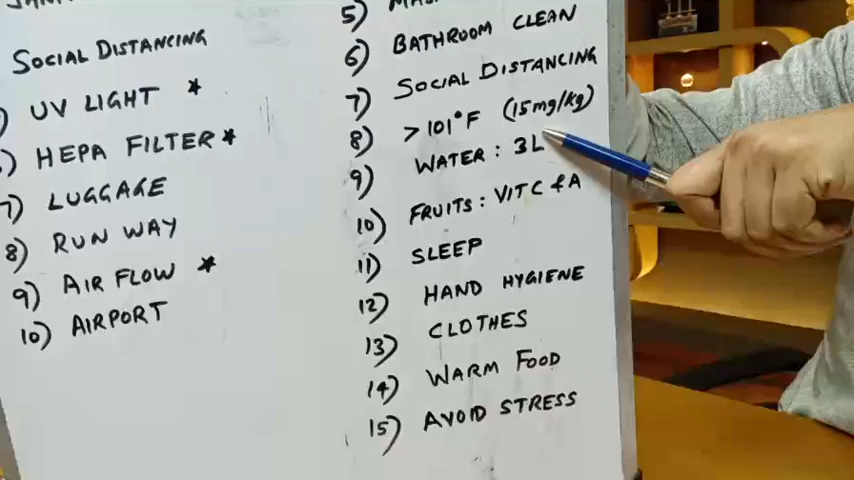 SOCIAL DISTANCING
UV LIGHT *
HEPA FILTER *
7) LUGGAGE
8) RUN WAY
9) AIR FLOW *
10) AIRPORT
5)
6) BATHROOM CLEAN
7) SOCIAL DISTANCING
8) >101°F (15mg/kg)
9) WATER : 3L
10) FRUITS : VIT C & A
11) SLEEP
12) HAND HYGIENE
13) CLOTHES
14) WARM FOOD
15) AVOID STRESS